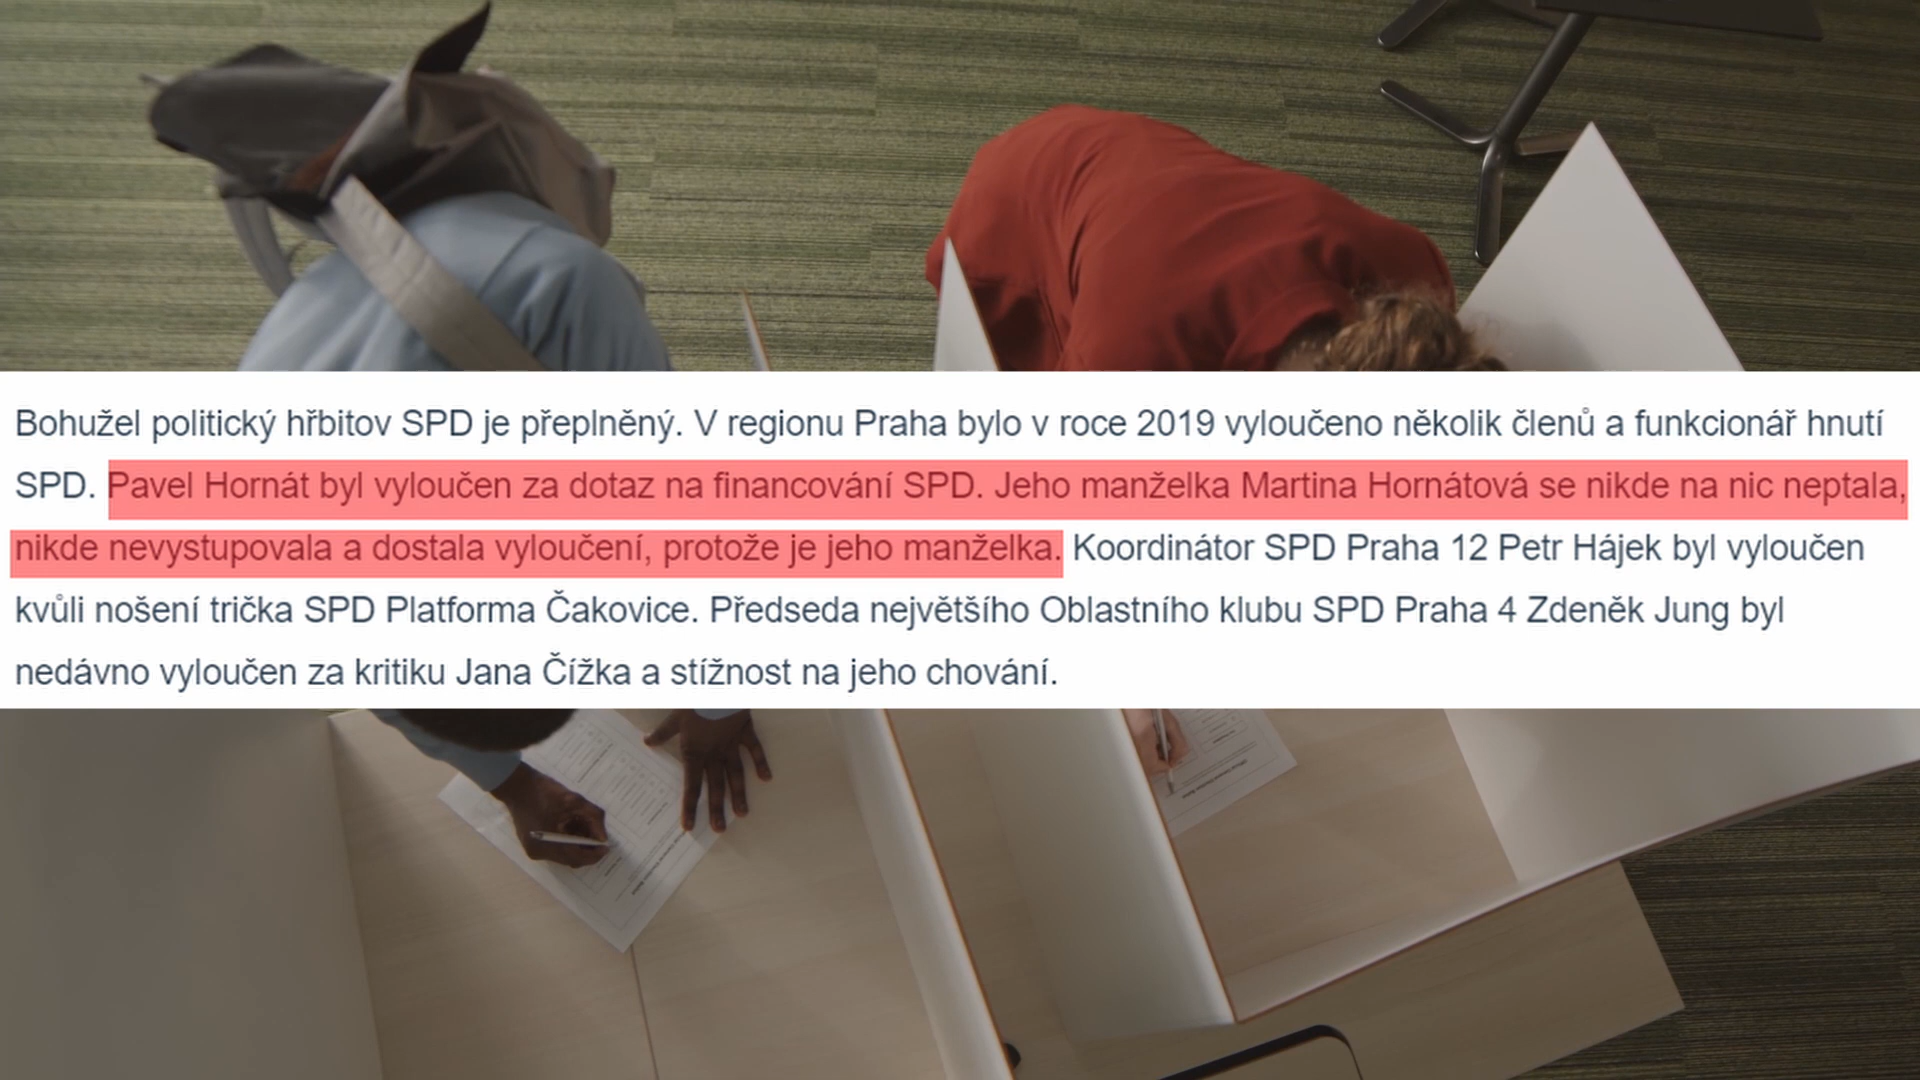 Bohužel politický hřbitov SPD je přeplněný. V regionu Praha bylo v roce 2019 vyloučeno několik členů a funkcionář hnutí
SPD. Pavel Hornát byl vyloučen za dotaz na financování SPD. Jeho manželka Martina Hornátová se nikde na nic neptala,
nikde nevystupovala a dostala vyloučení, protože je jeho manželka. Koordinátor SPD Praha 12 Petr Hájek byl vyloučen
kvůli nošení trička SPD Platforma Čakovice. Předseda největšího Oblastního klubu SPD Praha 4 Zdeněk Jung byl
nedávno vyloučen za kritiku Jana Čížka a stížnost na jeho chování.